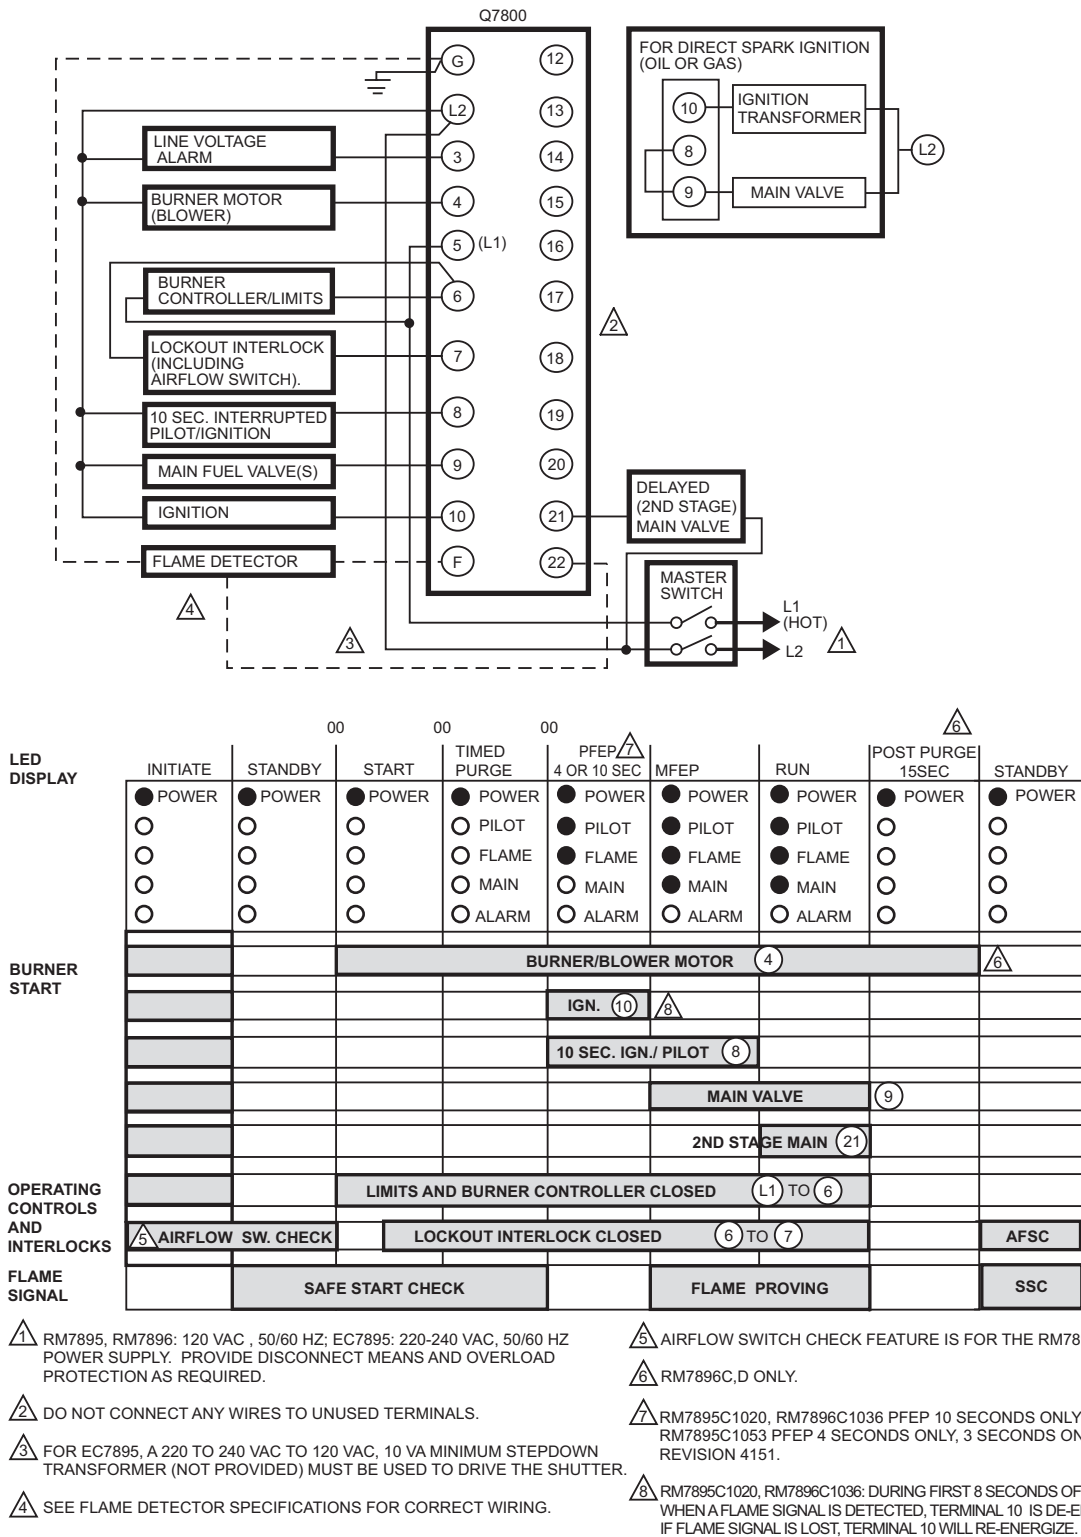 Q7800
G
12
L2
13
LINE VOLTAGE
ALARM
3
14
BURNER MOTOR
(BLOWER)
4
15
5
(L1)
16
BURNER
CONTROLLER/LIMITS
6
17
2
LOCKOUT INTERLOCK
(INCLUDING
AIRFLOW SWITCH).
7
18
10 SEC. INTERRUPTED
PILOT/IGNITION
8
19
MAIN FUEL VALVE(S)
9
20
IGNITION
10
21
FLAME DETECTOR
F
22
4
3
FOR DIRECT SPARK IGNITION
(OIL OR GAS)
10
IGNITION
TRANSFORMER
8
L2
9
MAIN VALVE
DELAYED
(2ND STAGE)
MAIN VALVE
MASTER
SWITCH
L1
(HOT)
L2
1
00 00 00
6
LED
DISPLAY
INITIATE STANDBY START TIMED
PURGE PFEP 7
4 OR 10 SEC MFEP RUN POST PURGE
15SEC STANDBY
POWER POWER POWER POWER POWER POWER POWER POWER POWER
PILOT PILOT PILOT PILOT
FLAME FLAME FLAME FLAME
MAIN MAIN MAIN MAIN
ALARM ALARM ALARM ALARM
BURNER
START
BURNER/BLOWER MOTOR 4 6
IGN. 10 8
10 SEC. IGN./ PILOT 8
MAIN VALVE 9
2ND STAGE MAIN 21
OPERATING
CONTROLS
AND
INTERLOCKS
LIMITS AND BURNER CONTROLLER CLOSED L1 TO 6
5 AIRFLOW SW. CHECK LOCKOUT INTERLOCK CLOSED 6 TO 7 AFSC
FLAME
SIGNAL
SAFE START CHECK FLAME PROVING SSC
1 RM7895, RM7896: 120 VAC , 50/60 HZ; EC7895: 220-240 VAC, 50/60 HZ
POWER SUPPLY. PROVIDE DISCONNECT MEANS AND OVERLOAD
PROTECTION AS REQUIRED.
2 DO NOT CONNECT ANY WIRES TO UNUSED TERMINALS.
3 FOR EC7895, A 220 TO 240 VAC TO 120 VAC, 10 VA MINIMUM STEPDOWN
TRANSFORMER (NOT PROVIDED) MUST BE USED TO DRIVE THE SHUTTER.
4 SEE FLAME DETECTOR SPECIFICATIONS FOR CORRECT WIRING.
5 AIRFLOW SWITCH CHECK FEATURE IS FOR THE RM78
6 RM7896C,D ONLY.
7 RM7895C1020, RM7896C1036 PFEP 10 SECONDS ONLY
RM7895C1053 PFEP 4 SECONDS ONLY, 3 SECONDS ON
REVISION 4151.
8 RM7895C1020, RM7896C1036: DURING FIRST 8 SECONDS OF
WHEN A FLAME SIGNAL IS DETECTED, TERMINAL 10 IS DE-E
IF FLAME SIGNAL IS LOST, TERMINAL 10 WILL RE-ENERGIZE